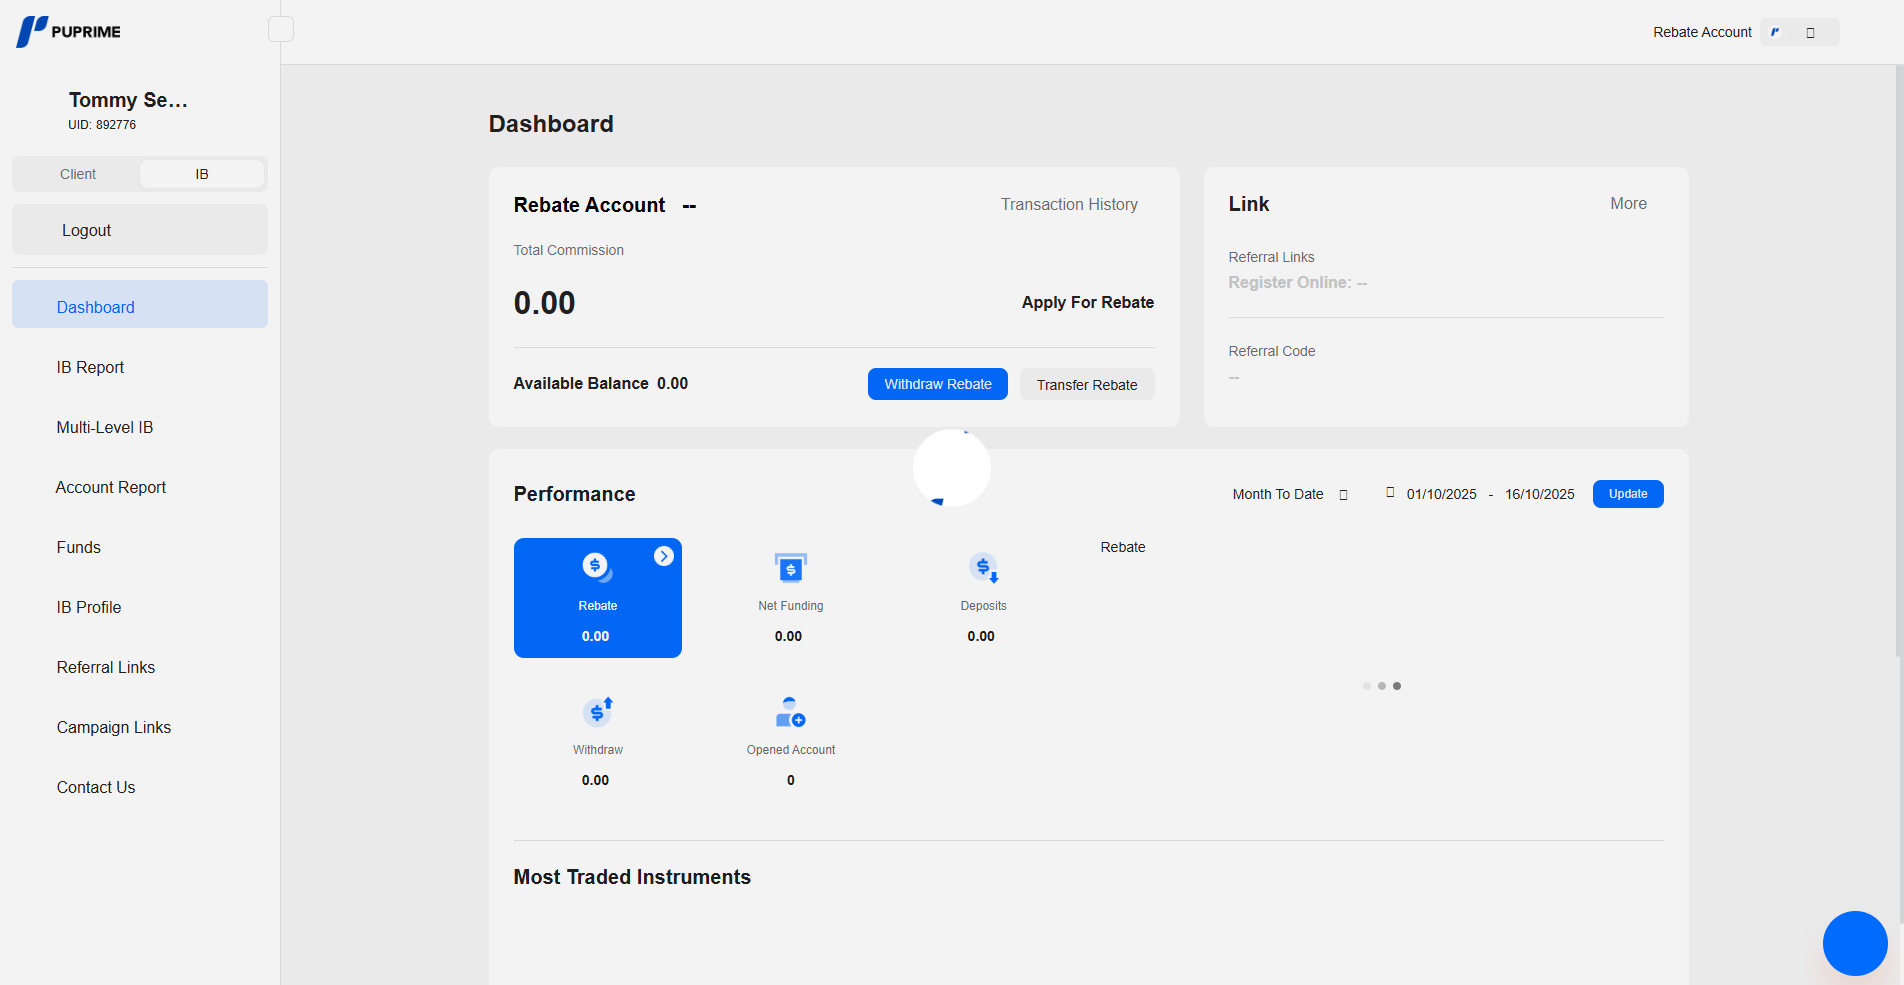 PUPRIME
Tommy Se...
UID: 892776
Client
IB
Logout
Dashboard
IB Report
Multi-Level IB
Account Report
Funds
IB Profile
Referral Links
Campaign Links
Contact Us
Rebate Account
Dashboard
Rebate Account --
Transaction History
Total Commission
0.00
Apply For Rebate
Available Balance 0.00
Withdraw Rebate
Transfer Rebate
Link
More
Referral Links
Register Online: --
Referral Code
--
Performance
Month To Date
01/10/2025 - 16/10/2025
Update
Rebate
0.00
Net Funding
0.00
Deposits
0.00
Withdraw
0.00
Opened Account
0
Rebate
Most Traded Instruments